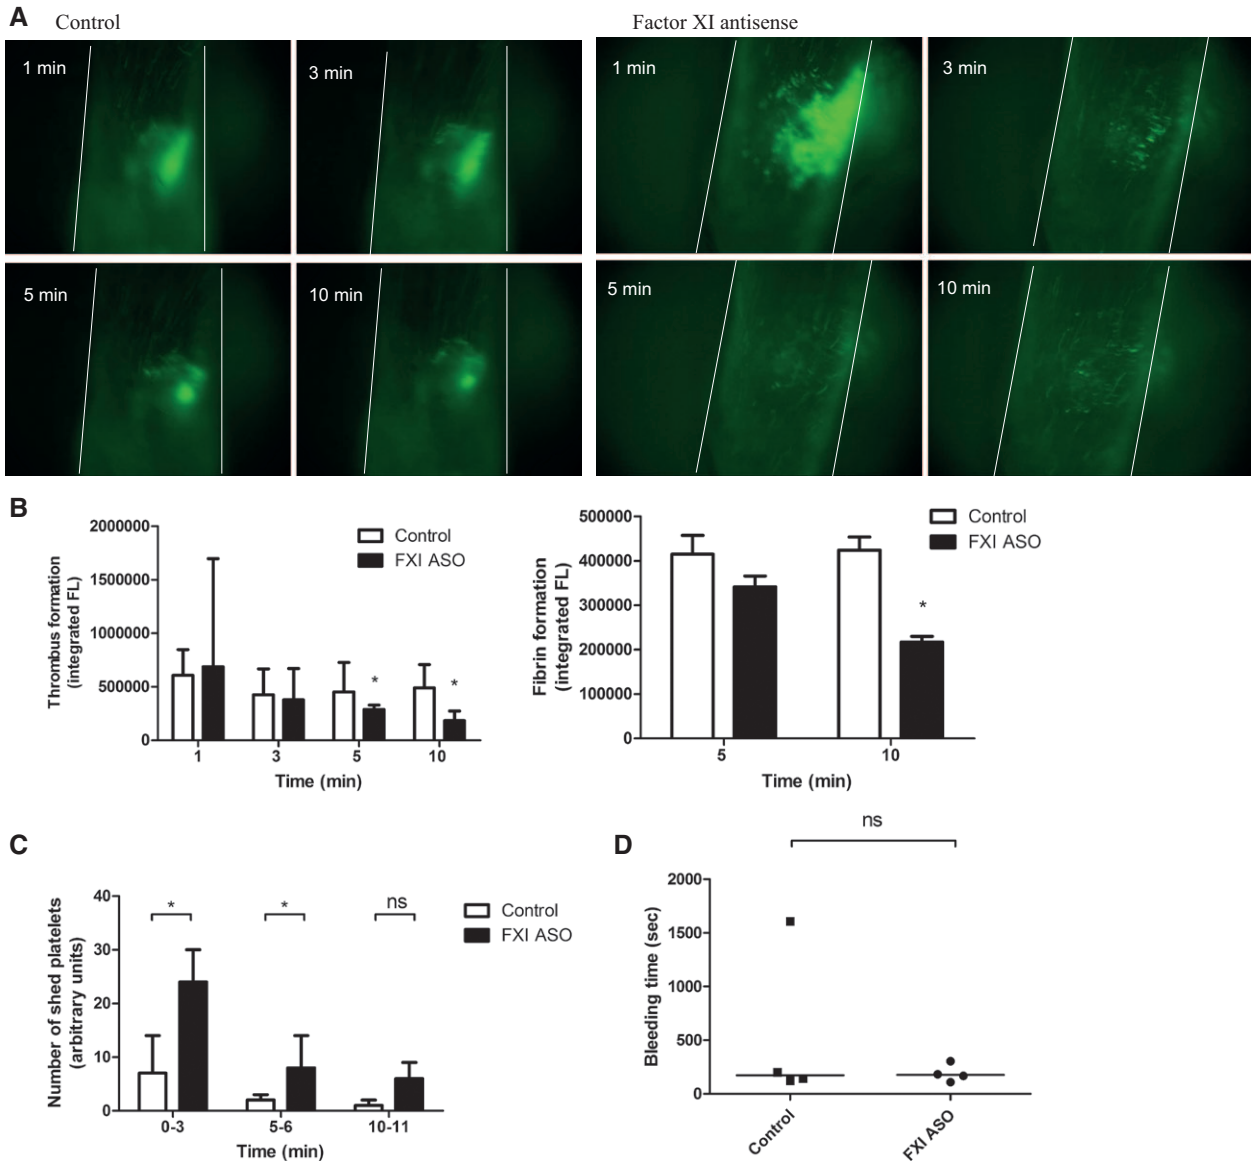 A
Control
Factor XI antisense
1 min
3 min
1 min
3 min
5 min
10 min
5 min
10 min
B
Thrombus formation
(integrated FL)
2000000
1500000
1000000
500000
0
Control
FXI ASO
*
*
1
3
5
10
Time (min)
Fibrin formation
(integrated FL)
500000
400000
300000
200000
100000
0
Control
FXI ASO
*
5
10
Time (min)
C
Number of shed platelets
(arbitrary units)
40
30
20
10
0
*
*
ns
Control
FXI ASO
0-3
5-6
10-11
Time (min)
D
ns
Bleeding time (sec)
2000
1500
1000
500
0
Control
FXI ASO